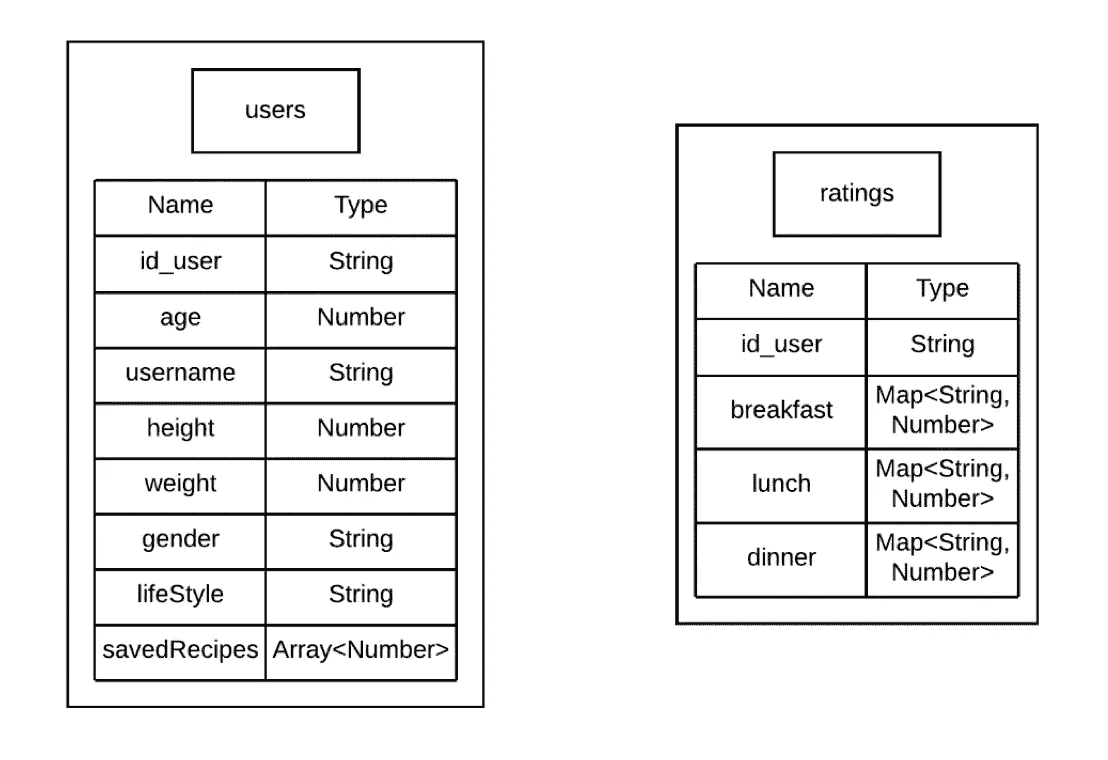 users
Name Type
id_user String
age Number
username String
height Number
weight Number
gender String
lifeStyle String
savedRecipes Array<Number>
ratings
Name Type
id_user String
breakfast Map<String,
Number>
lunch Map<String,
Number>
dinner Map<String,
Number>